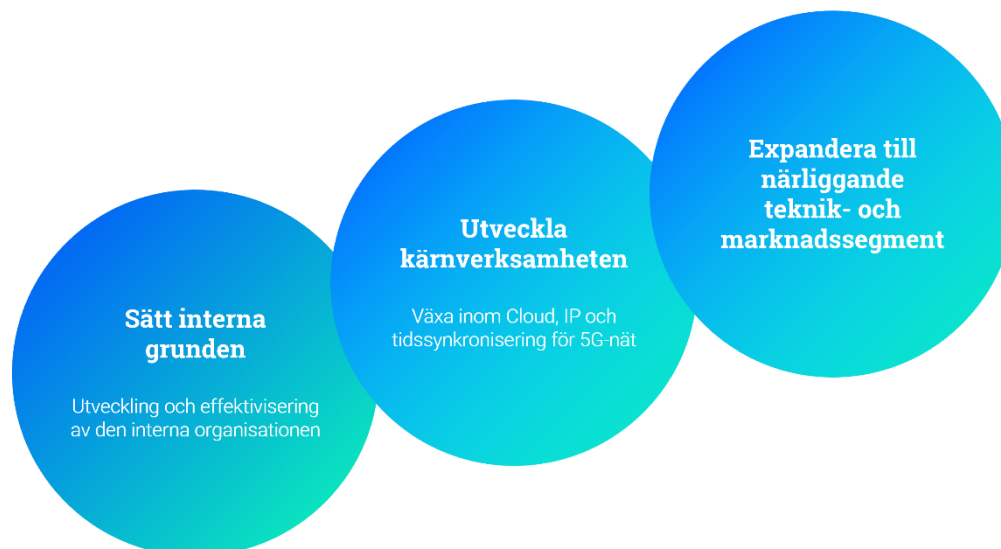 Sätt interna
grunden
Utveckling och effektivisering
av den interna organisationen
Utveckla
kärnverksamheten
Växa inom Cloud, IP och
tidssynkronisering för 5G-nät
Expandera till
närliggande
teknik- och
marknadssegment